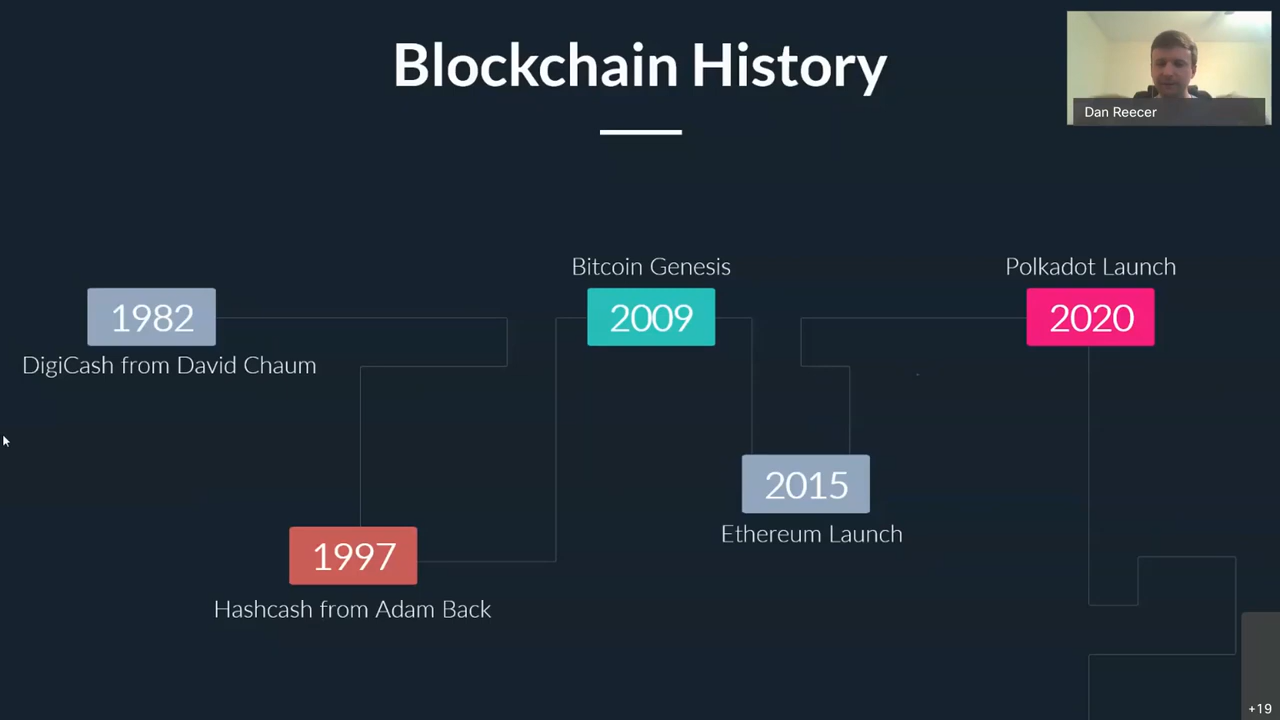 Blockchain History
Dan Reecer
1982
DigiCash from David Chaum
1997
Hashcash from Adam Back
Bitcoin Genesis
2009
2015
Ethereum Launch
Polkadot Launch
2020
+19